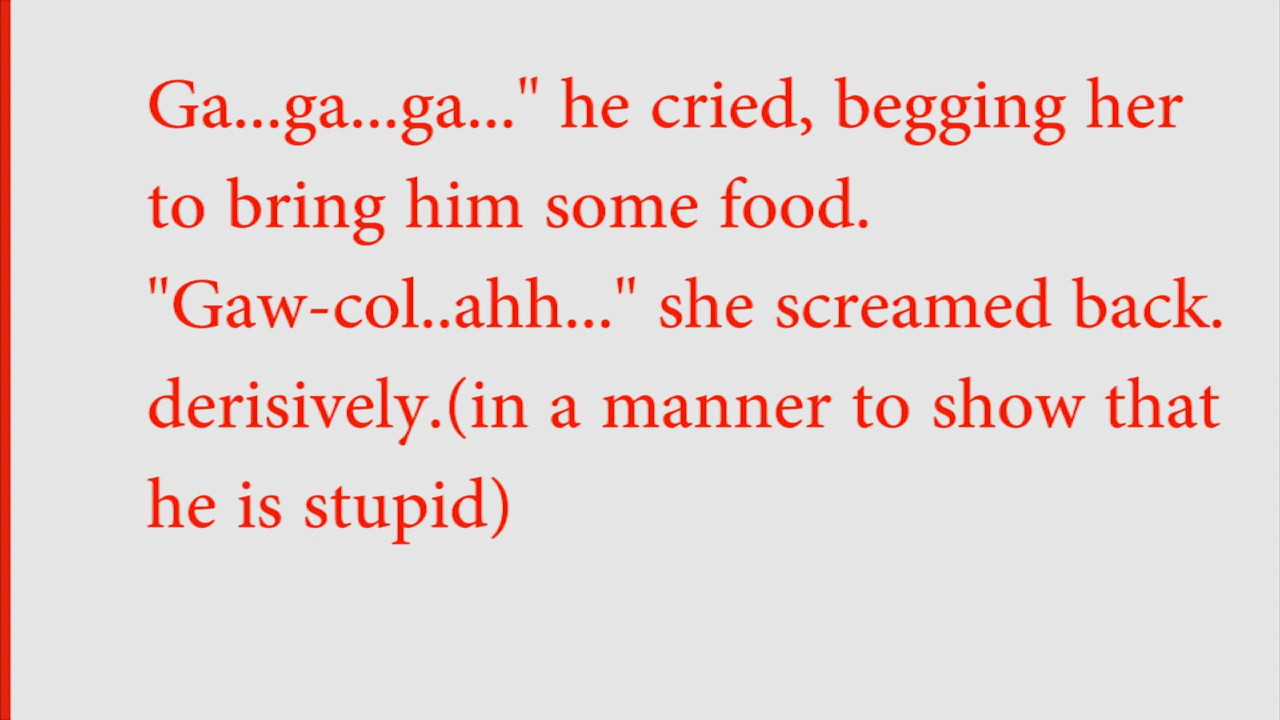 Ga...ga...ga..." he cried, begging her
to bring him some food.
"Gaw-col..ahh..." she screamed back.
derisively.(in a manner to show that
he is stupid)